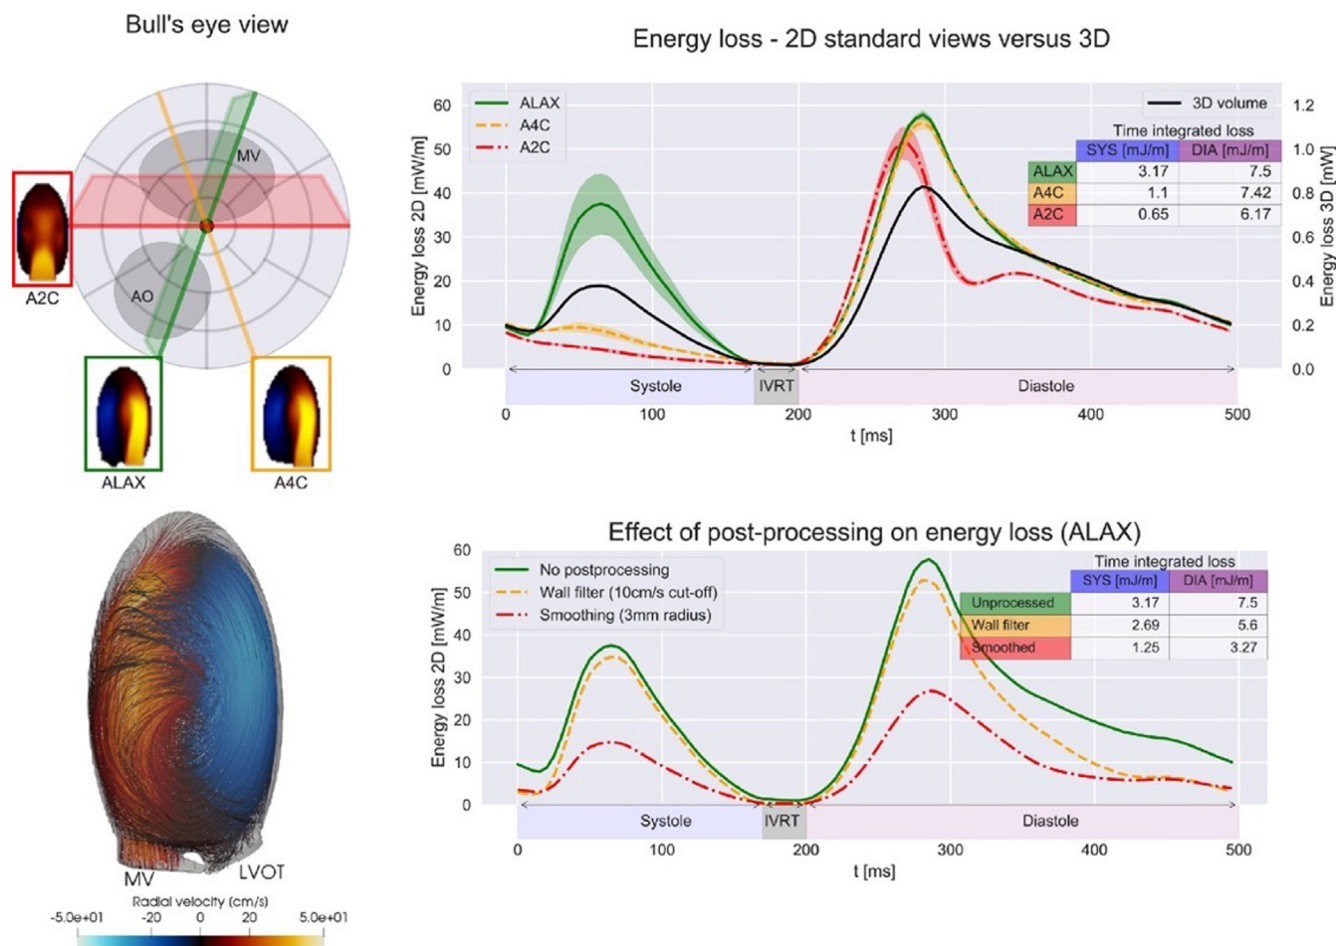 Bull's eye view
MV
AO
A2C
ALAX
A4C
Energy loss - 2D standard views versus 3D
ALAX
A4C
A2C
3D volume
Time integrated loss
SYS [mJ/m] DIA [mJ/m]
ALAX 3.17 7.5
A4C 1.1 7.42
A2C 0.65 6.17
Energy loss 2D [mW/m]
60
50
40
30
20
10
0
Energy loss 3D [mW]
1.2
1.0
0.8
0.6
0.4
0.2
0.0
Systole IVRT Diastole
0 100 200 300 400 500
t [ms]
MV
LVOT
Radial velocity (cm/s)
-5.0e+01 -20 0 20 5.0e+01
Effect of post-processing on energy loss (ALAX)
No postprocessing
Wall filter (10cm/s cut-off)
Smoothing (3mm radius)
Time integrated loss
SYS [mJ/m] DIA [mJ/m]
Unprocessed 3.17 7.5
Wall filter 2.69 5.6
Smoothed 1.25 3.27
Energy loss 2D [mW/m]
60
50
40
30
20
10
0
Systole IVRT Diastole
0 100 200 300 400 500
t [ms]